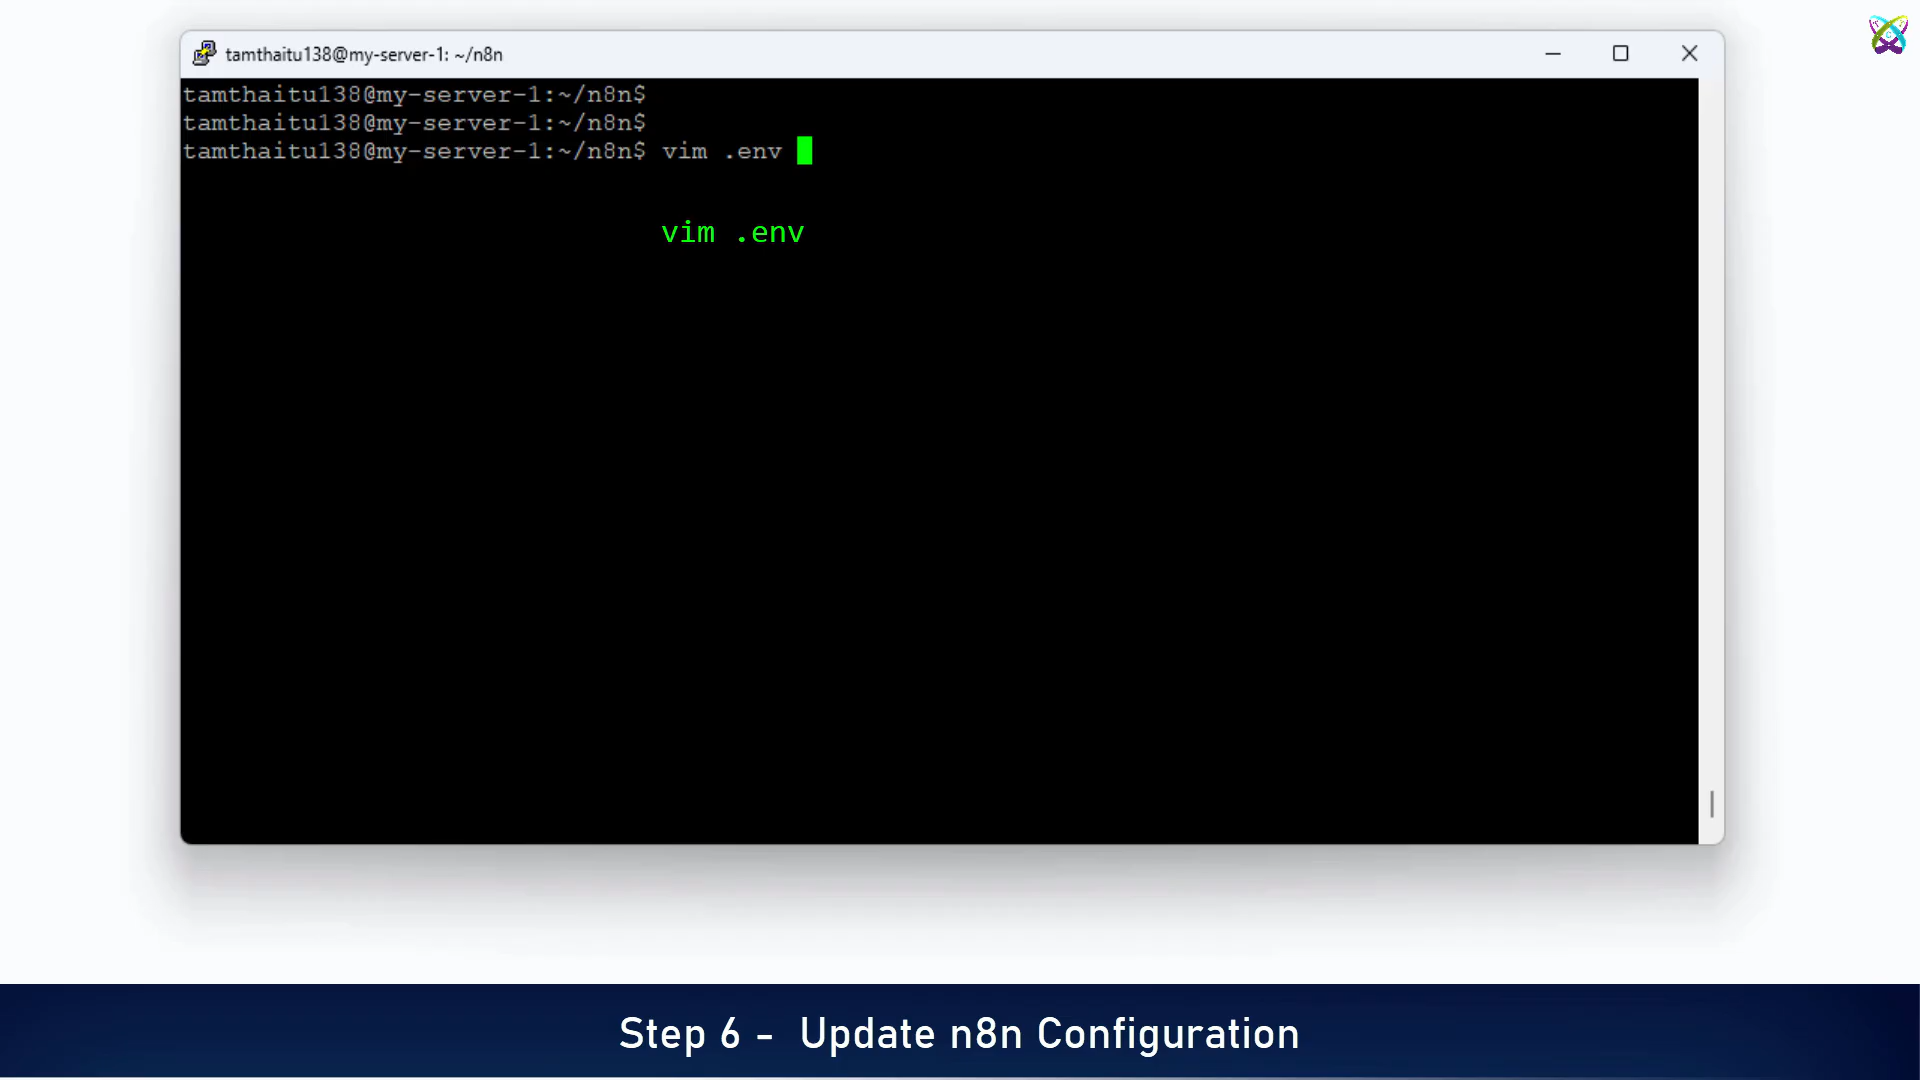 tamthaitu138@my-server-1: ~/n8n
tamthaitu138@my-server-1:~/n8n$
tamthaitu138@my-server-1:~/n8n$
tamthaitu138@my-server-1:~/n8n$ vim .env
vim .env
Step 6 -  Update n8n Configuration